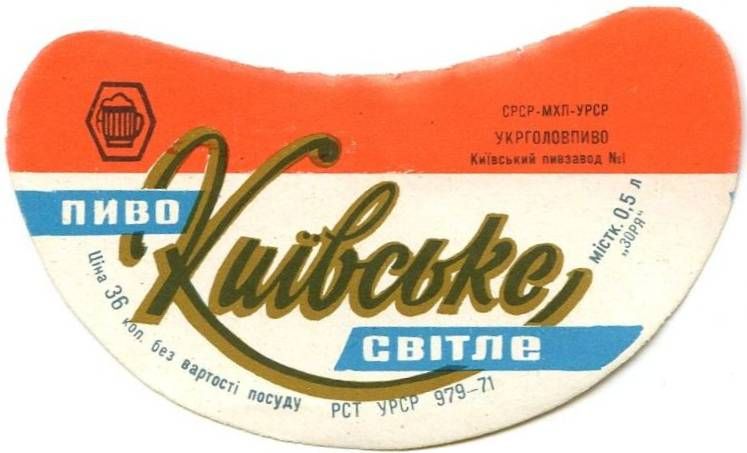 СРСР-МХП-УРСР
УКРГОЛОВПИВО
Київський пивзавод №1
ПИВО
Київське,
СВІТЛЕ
Ціна 36 коп. без вартості посуду
РСТ УРСР 979-71
МІСТК. 0,5 Л
„ЗОРЯ"